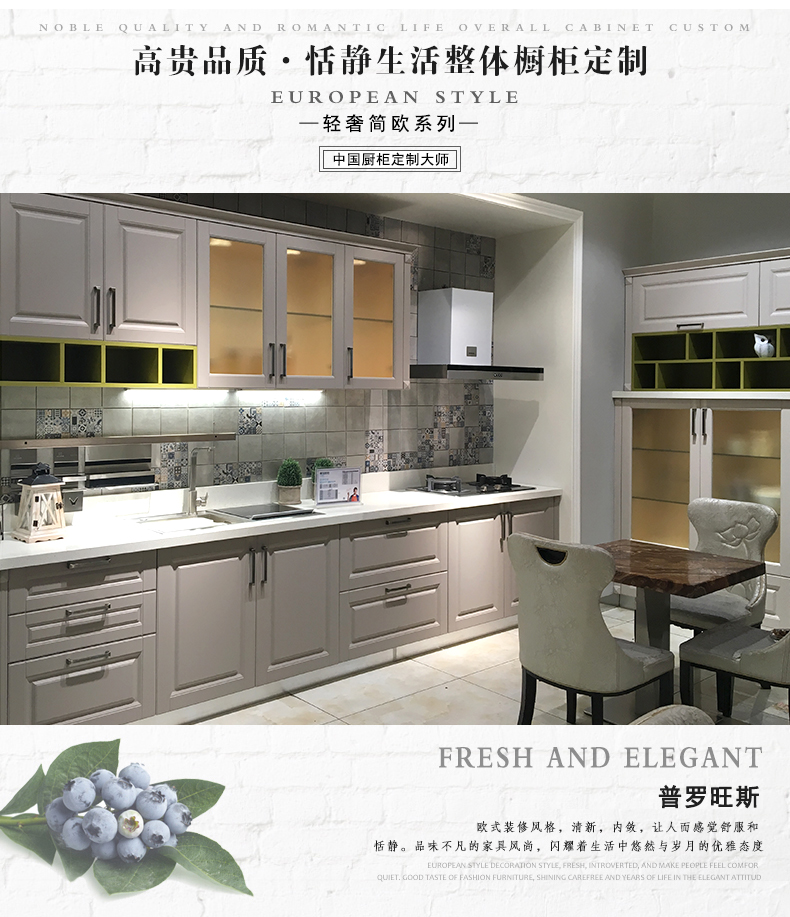 NOBLE QUALITY AND ROMANTIC LIFE OVERALL CABINET CUSTOM
高贵品质·恬静生活整体橱柜定制
EUROPEAN STYLE
—轻奢简欧系列—
中国厨柜定制大师
FRESH AND ELEGANT
普罗旺斯
欧式装修风格，清新，内敛，让人而感觉舒服和
恬静。品味不凡的家具风尚，闪耀着生活中悠然与岁月的优雅态度
EUROPEAN STYLE DECORATION STYLE, FRESH, INTROVERTED, AND MAKE PEOPLE FEEL COMFOR
QUIET. GOOD TASTE OF FASHION FURNITURE, SHINING CAREFREE AND YEARS OF LIFE IN THE ELEGANT ATTITUD